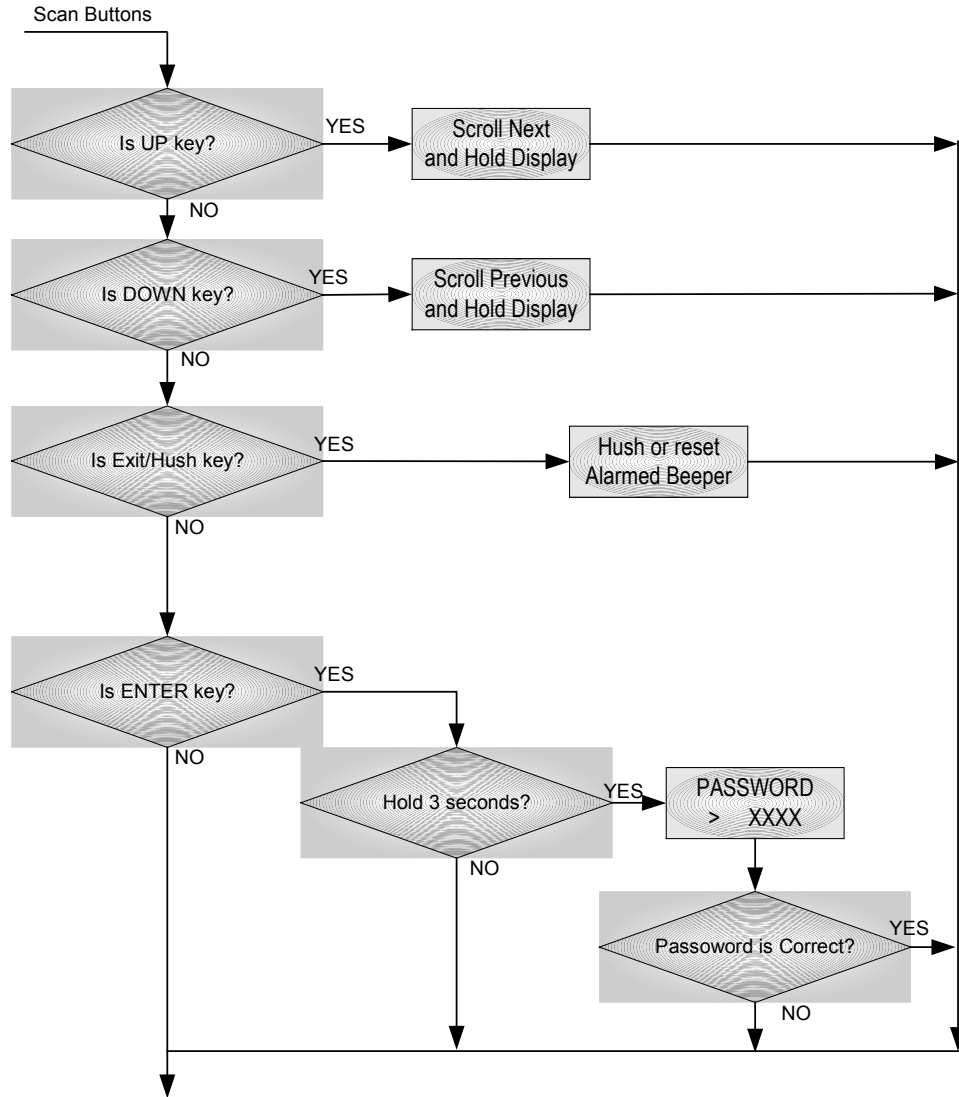 Scan Buttons
Is UP key?
YES
Scroll Next
and Hold Display
NO
Is DOWN key?
YES
Scroll Previous
and Hold Display
NO
Is Exit/Hush key?
YES
Hush or reset
Alarmed Beeper
NO
Is ENTER key?
YES
NO
Hold 3 seconds?
YES
PASSWORD
> XXXX
NO
Passoword is Correct?
YES
NO